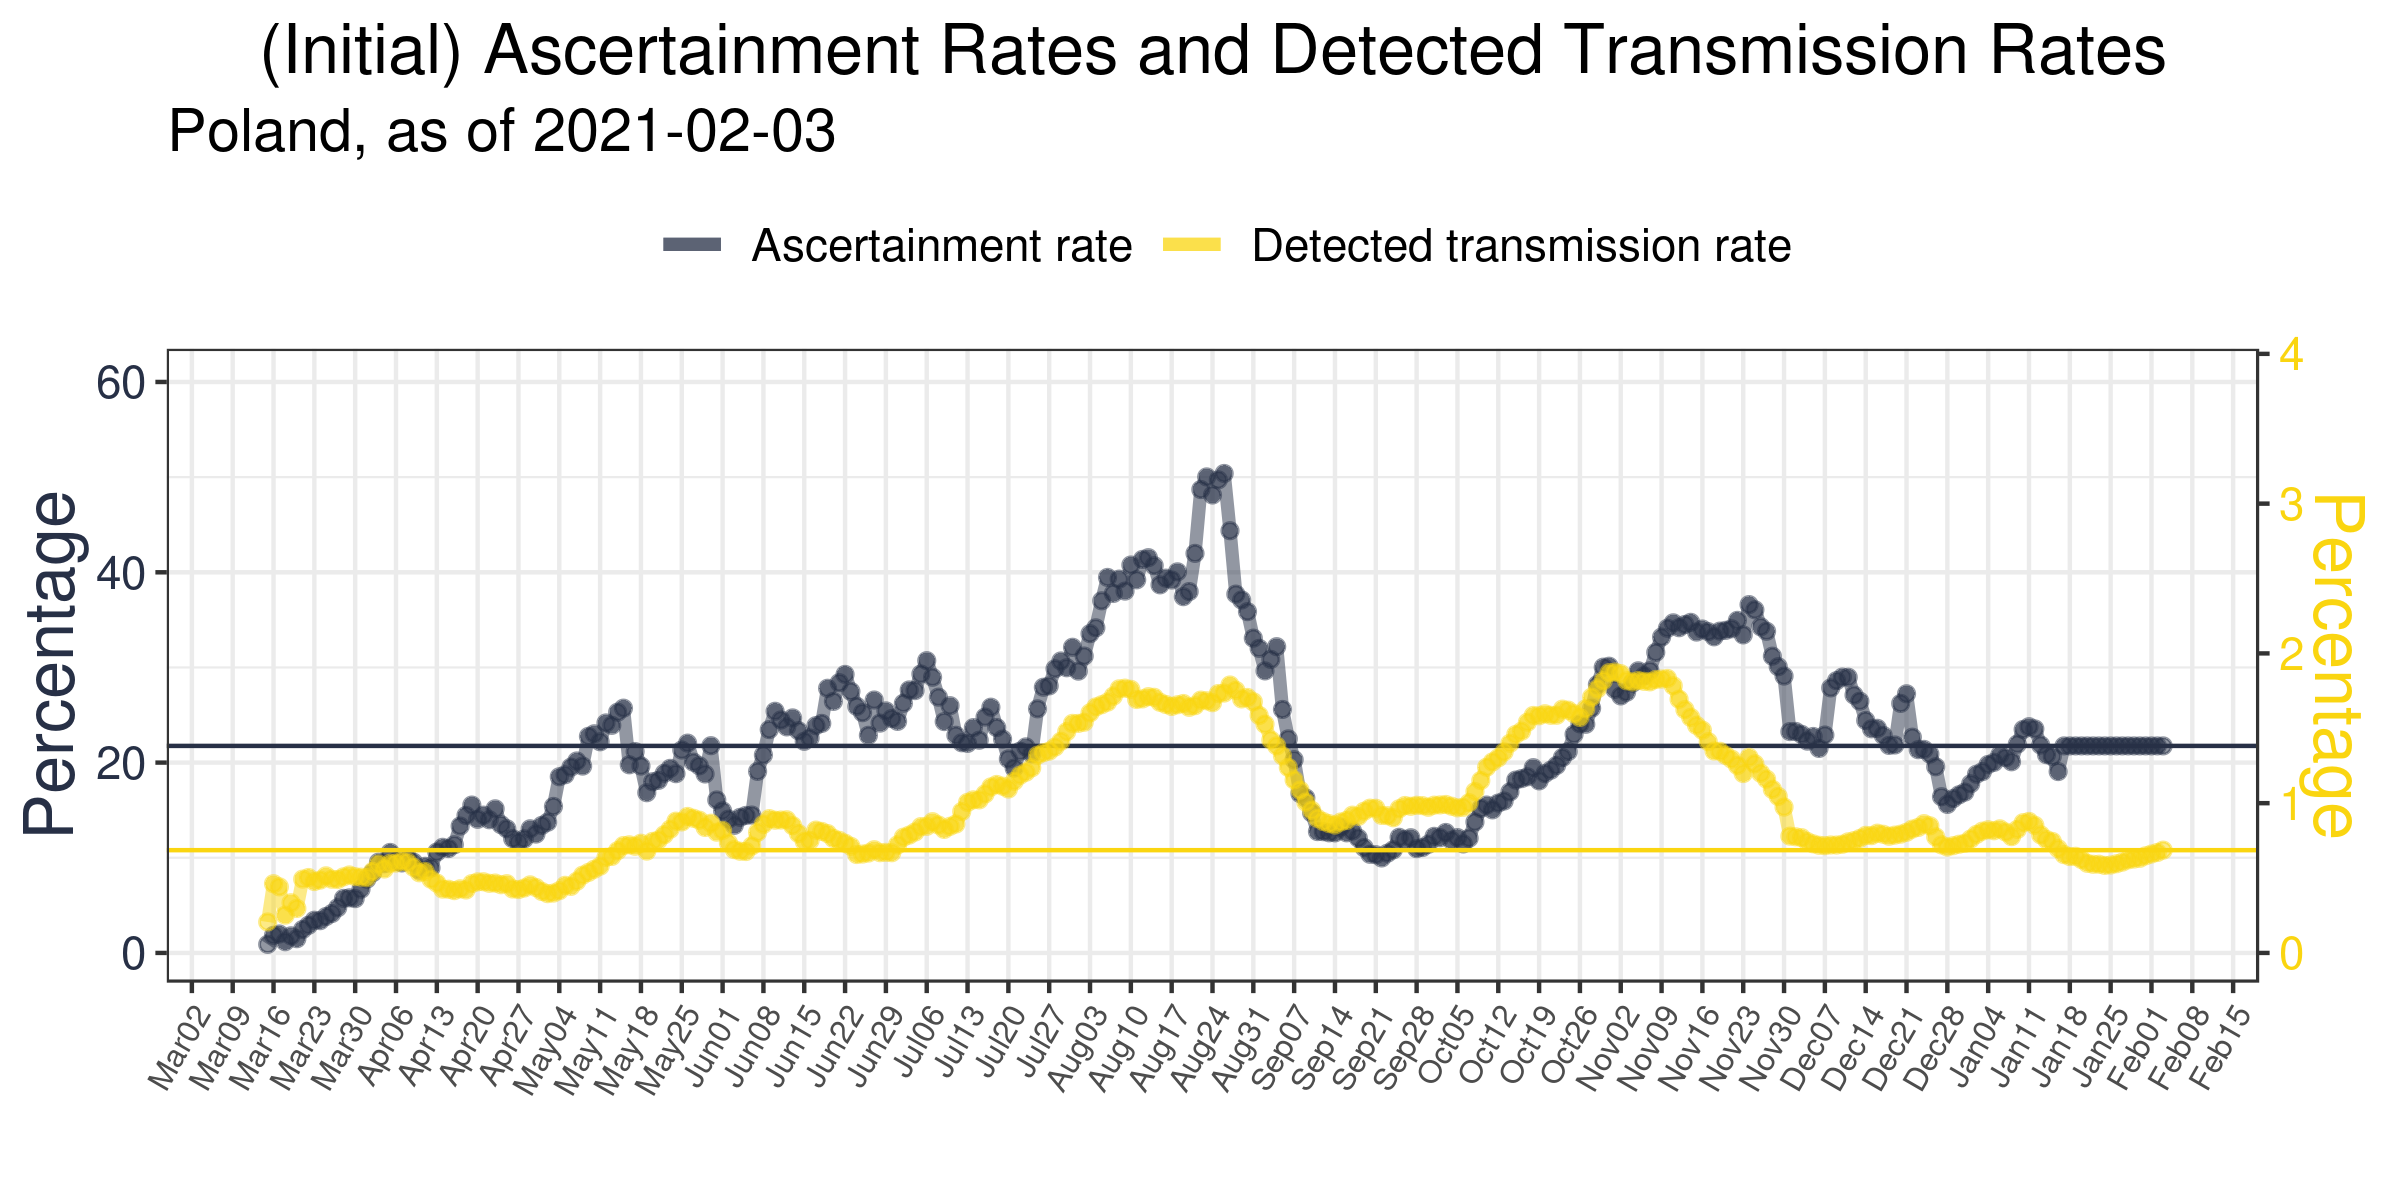 (Initial) Ascertainment Rates and Detected Transmission Rates
Poland, as of 2021-02-03
Ascertainment rate Detected transmission rate
Percentage
60
40
20
0
4
3
2
1
0
Percentage
Mar02 Mar09 Mar16 Mar23 Mar30 Apr06 Apr13 Apr20 Apr27 May04 May11 May18 May25 Jun01 Jun08 Jun15 Jun22 Jun29 Jul06 Jul13 Jul20 Jul27 Aug03 Aug10 Aug17 Aug24 Aug31 Sep07 Sep14 Sep21 Sep28 Oct05 Oct12 Oct19 Oct26 Nov02 Nov09 Nov16 Nov23 Nov30 Dec07 Dec14 Dec21 Dec28 Jan04 Jan11 Jan18 Jan25 Feb01 Feb08 Feb15